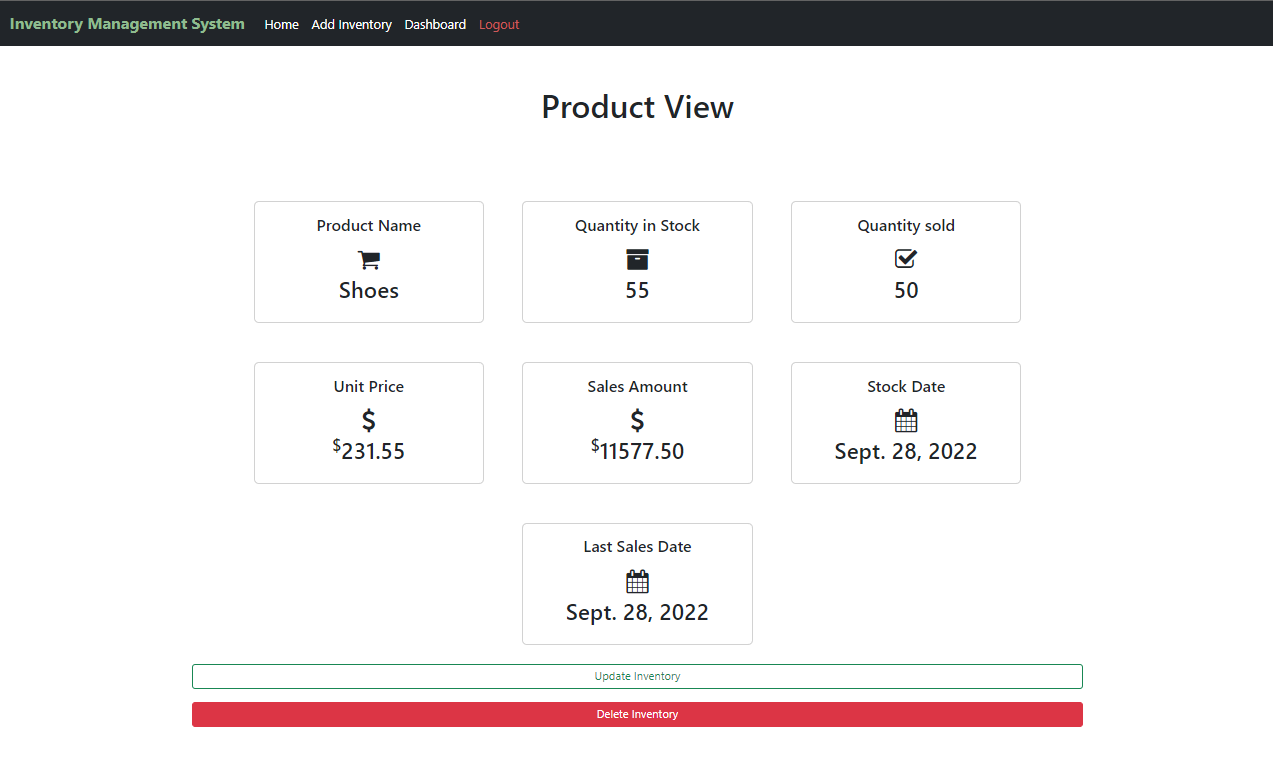 Inventory Management System Home Add Inventory Dashboard Logout
Product View
Product Name
Shoes
Quantity in Stock
55
Quantity sold
50
Unit Price
$231.55
Sales Amount
$11577.50
Stock Date
Sept. 28, 2022
Last Sales Date
Sept. 28, 2022
Update Inventory
Delete Inventory